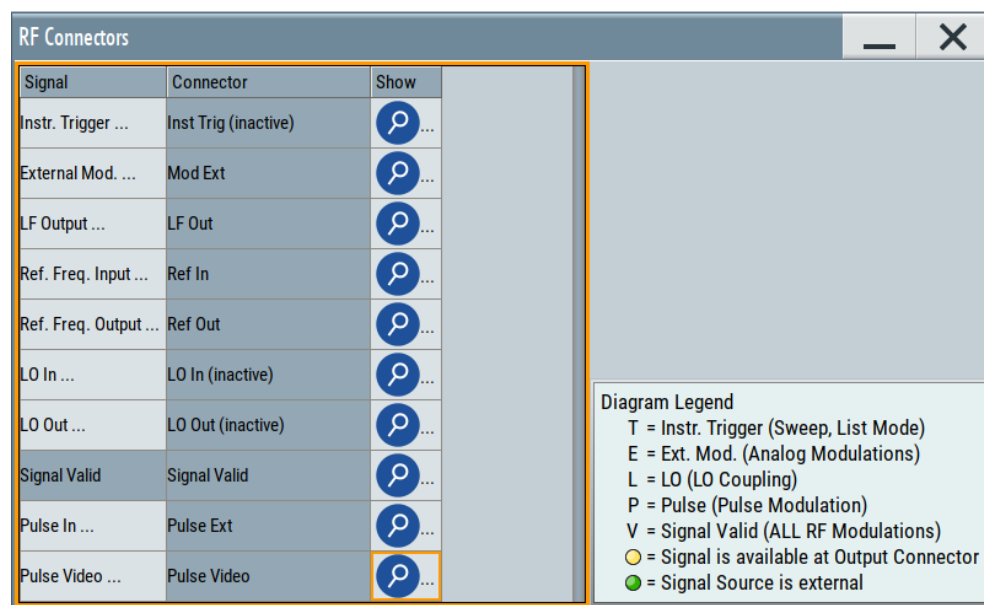 RF Connectors
Signal Connector Show
Instr. Trigger ... Inst Trig (inactive) ...
External Mod. ... Mod Ext ...
LF Output ... LF Out ...
Ref. Freq. Input ... Ref In ...
Ref. Freq. Output ... Ref Out ...
LO In ... LO In (inactive) ...
LO Out ... LO Out (inactive) ...
Signal Valid Signal Valid ...
Pulse In ... Pulse Ext ...
Pulse Video ... Pulse Video ...
Diagram Legend
T = Instr. Trigger (Sweep, List Mode)
E = Ext. Mod. (Analog Modulations)
L = LO (LO Coupling)
P = Pulse (Pulse Modulation)
V = Signal Valid (ALL RF Modulations)
= Signal is available at Output Connector
= Signal Source is external